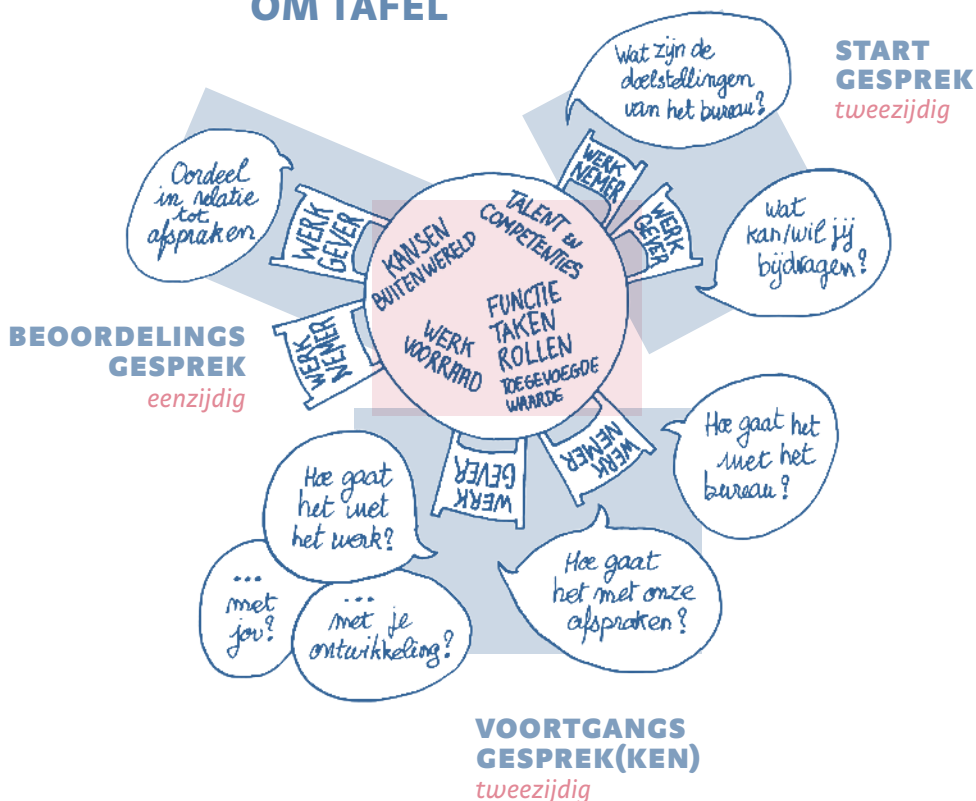 OM TAFEL
START
GESPREK
tweezijdig
Wat zijn de
doelstellingen
van het bureau?
WERK
NEMER
WERK
GEVER
Wat
kan/wil jij
bijdragen?
Oordeel
in relatie
tot
afspraken
WERK
GEVER
WERK
NEMER
BEOORDELINGS
GESPREK
eenzijdig
KANSEN
BUITENWERELD
TALENT EN
COMPETENTIES
WERK
VOORRAAD
FUNCTIE
TAKEN
ROLLEN
TOEGEVOEGDE
WAARDE
WERK
GEVER
WERK
NEMER
Hoe gaat het
met het
bureau?
Hoe gaat
het met
het werk?
...
met
jou?
...
met je
ontwikkeling?
Hoe gaat
het met onze
afspraken?
VOORTGANGS
GESPREK(KEN)
tweezijdig